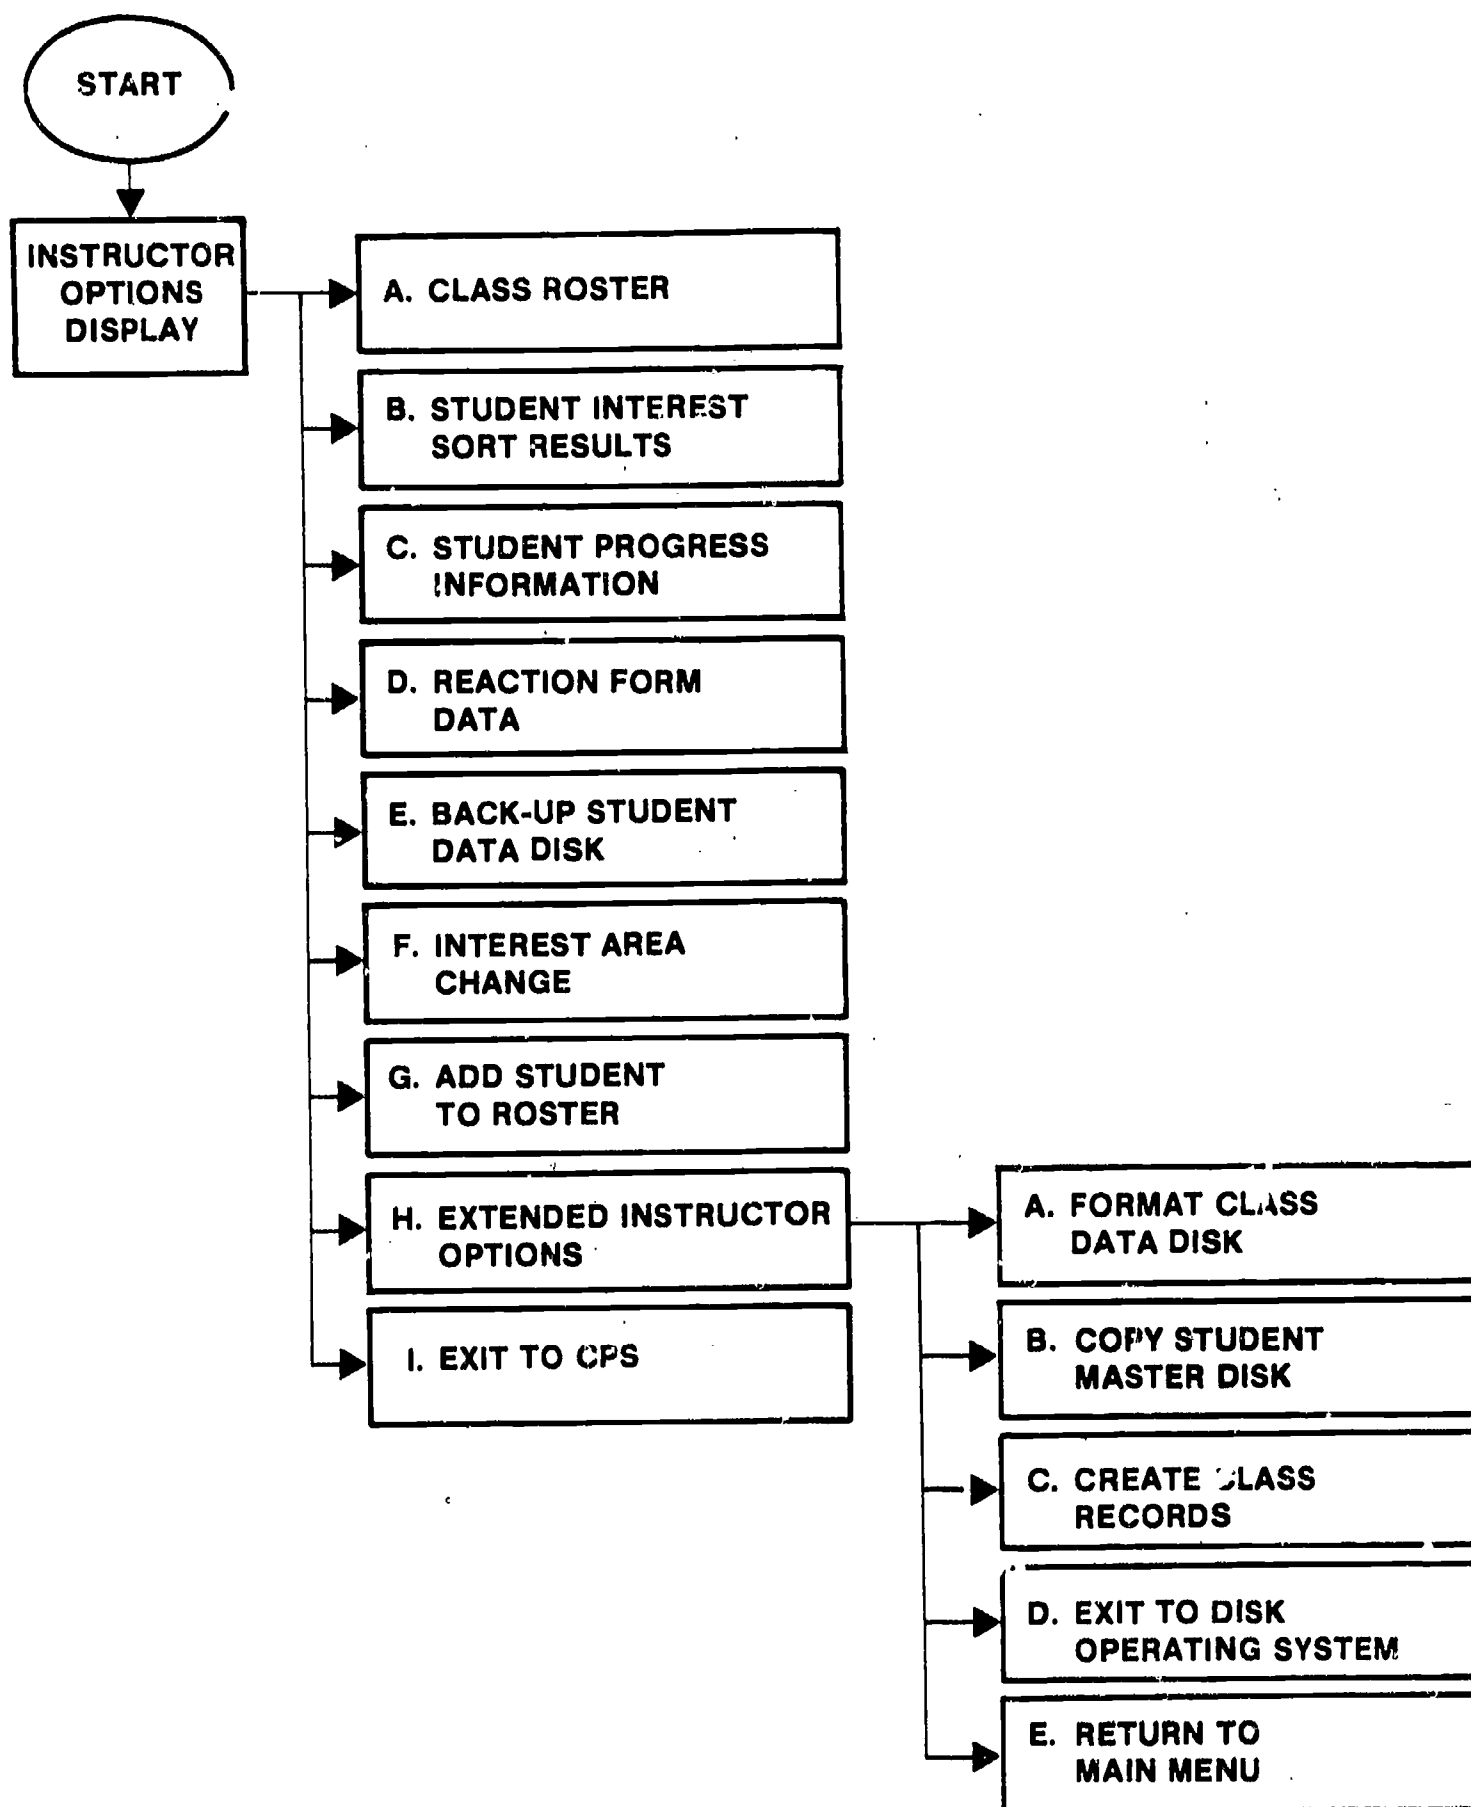 START
INSTRUCTOR
OPTIONS
DISPLAY
A. CLASS ROSTER
B. STUDENT INTEREST
SORT RESULTS
C. STUDENT PROGRESS
INFORMATION
D. REACTION FORM
DATA
E. BACK-UP STUDENT
DATA DISK
F. INTEREST AREA
CHANGE
G. ADD STUDENT
TO ROSTER
H. EXTENDED INSTRUCTOR
OPTIONS
I. EXIT TO CPS
A. FORMAT CLASS
DATA DISK
B. COPY STUDENT
MASTER DISK
C. CREATE CLASS
RECORDS
D. EXIT TO DISK
OPERATING SYSTEM
E. RETURN TO
MAIN MENU